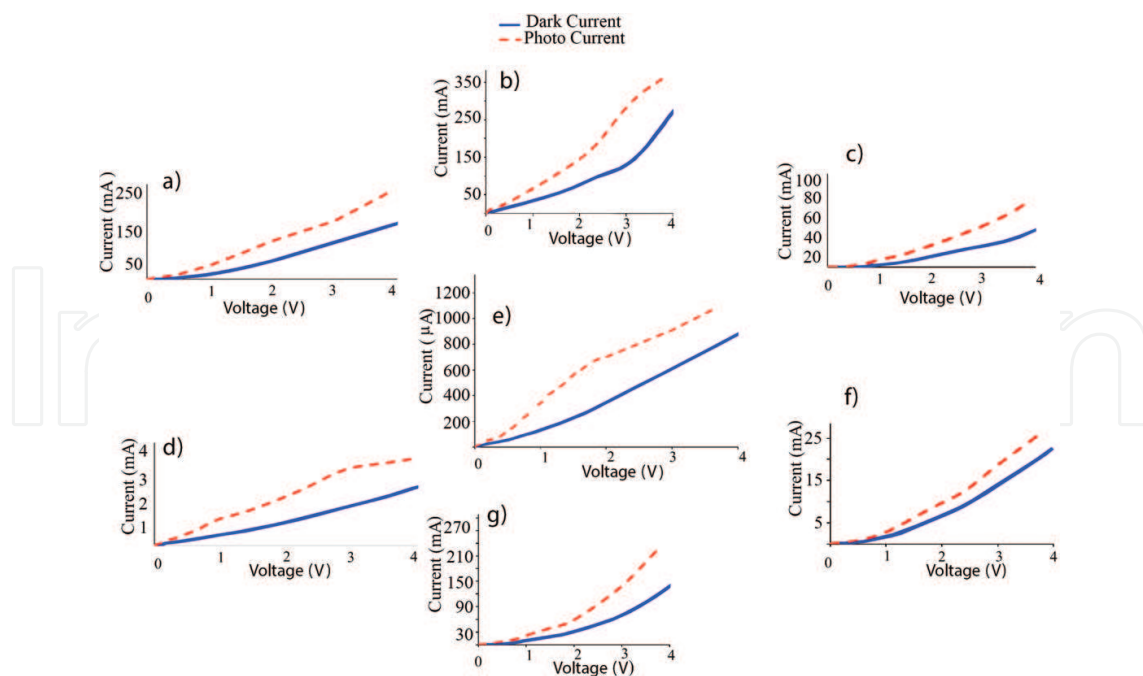 Dark Current
Photo Current
b)
Current (mA)
350
250
150
50
0 1 2 3 4
Voltage (V)
a)
Current (mA)
250
150
50
0 1 2 3 4
Voltage (V)
c)
Current (mA)
100
80
60
40
20
0 1 2 3 4
Voltage (V)
e)
Current ( µA)
1200
1000
800
600
400
200
0 1 2 3 4
Voltage (V)
d)
Current (mA)
4
3
2
1
0 1 2 3 4
Voltage (V)
f)
Current (mA)
25
15
5
0 1 2 3 4
Voltage (V)
g)
Current (mA)
270
210
150
90
30
0 1 2 3 4
Voltage (V)